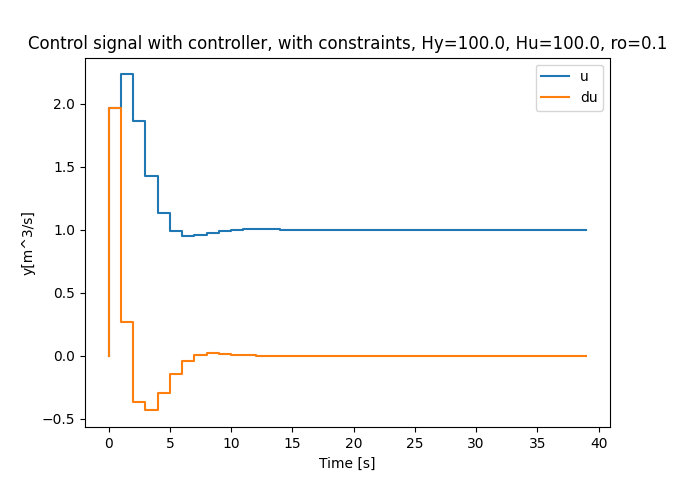 Control signal with controller, with constraints, Hy=100.0, Hu=100.0, ro=0.1
u
du
2.0
1.5
1.0
0.5
0.0
−0.5
y[m^3/s]
0 5 10 15 20 25 30 35 40
Time [s]